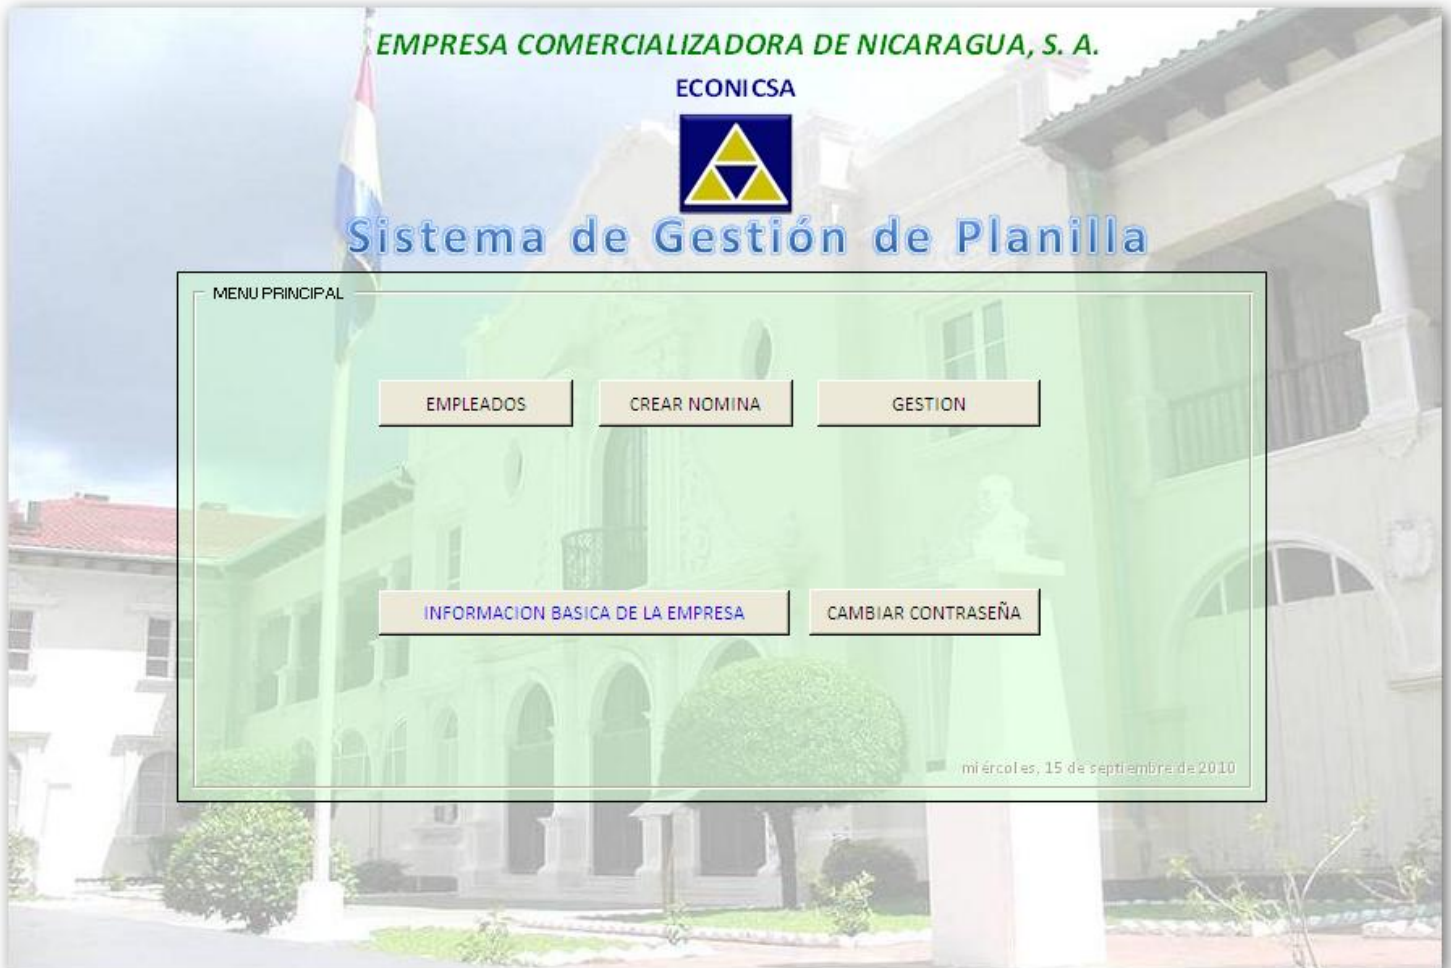 EMPRESA COMERCIALIZADORA DE NICARAGUA, S. A.
ECONICSA
Sistema de Gestión de Planilla
MENU PRINCIPAL
EMPLEADOS
CREAR NOMINA
GESTION
INFORMACION BASICA DE LA EMPRESA
CAMBIAR CONTRASEÑA
miércoles, 15 de septiembre de 2010